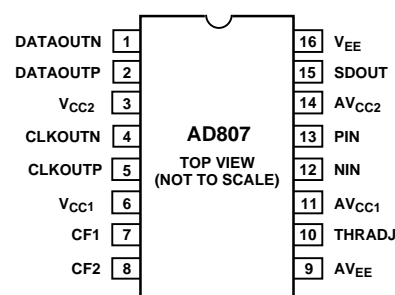 DATAOUTN 1
DATAOUTP 2
VCC2 3
CLKOUTN 4
CLKOUTP 5
VCC1 6
CF1 7
CF2 8
AD807
TOP VIEW
(NOT TO SCALE)
16 VEE
15 SDOUT
14 AVCC2
13 PIN
12 NIN
11 AVCC1
10 THRADJ
9 AVEE